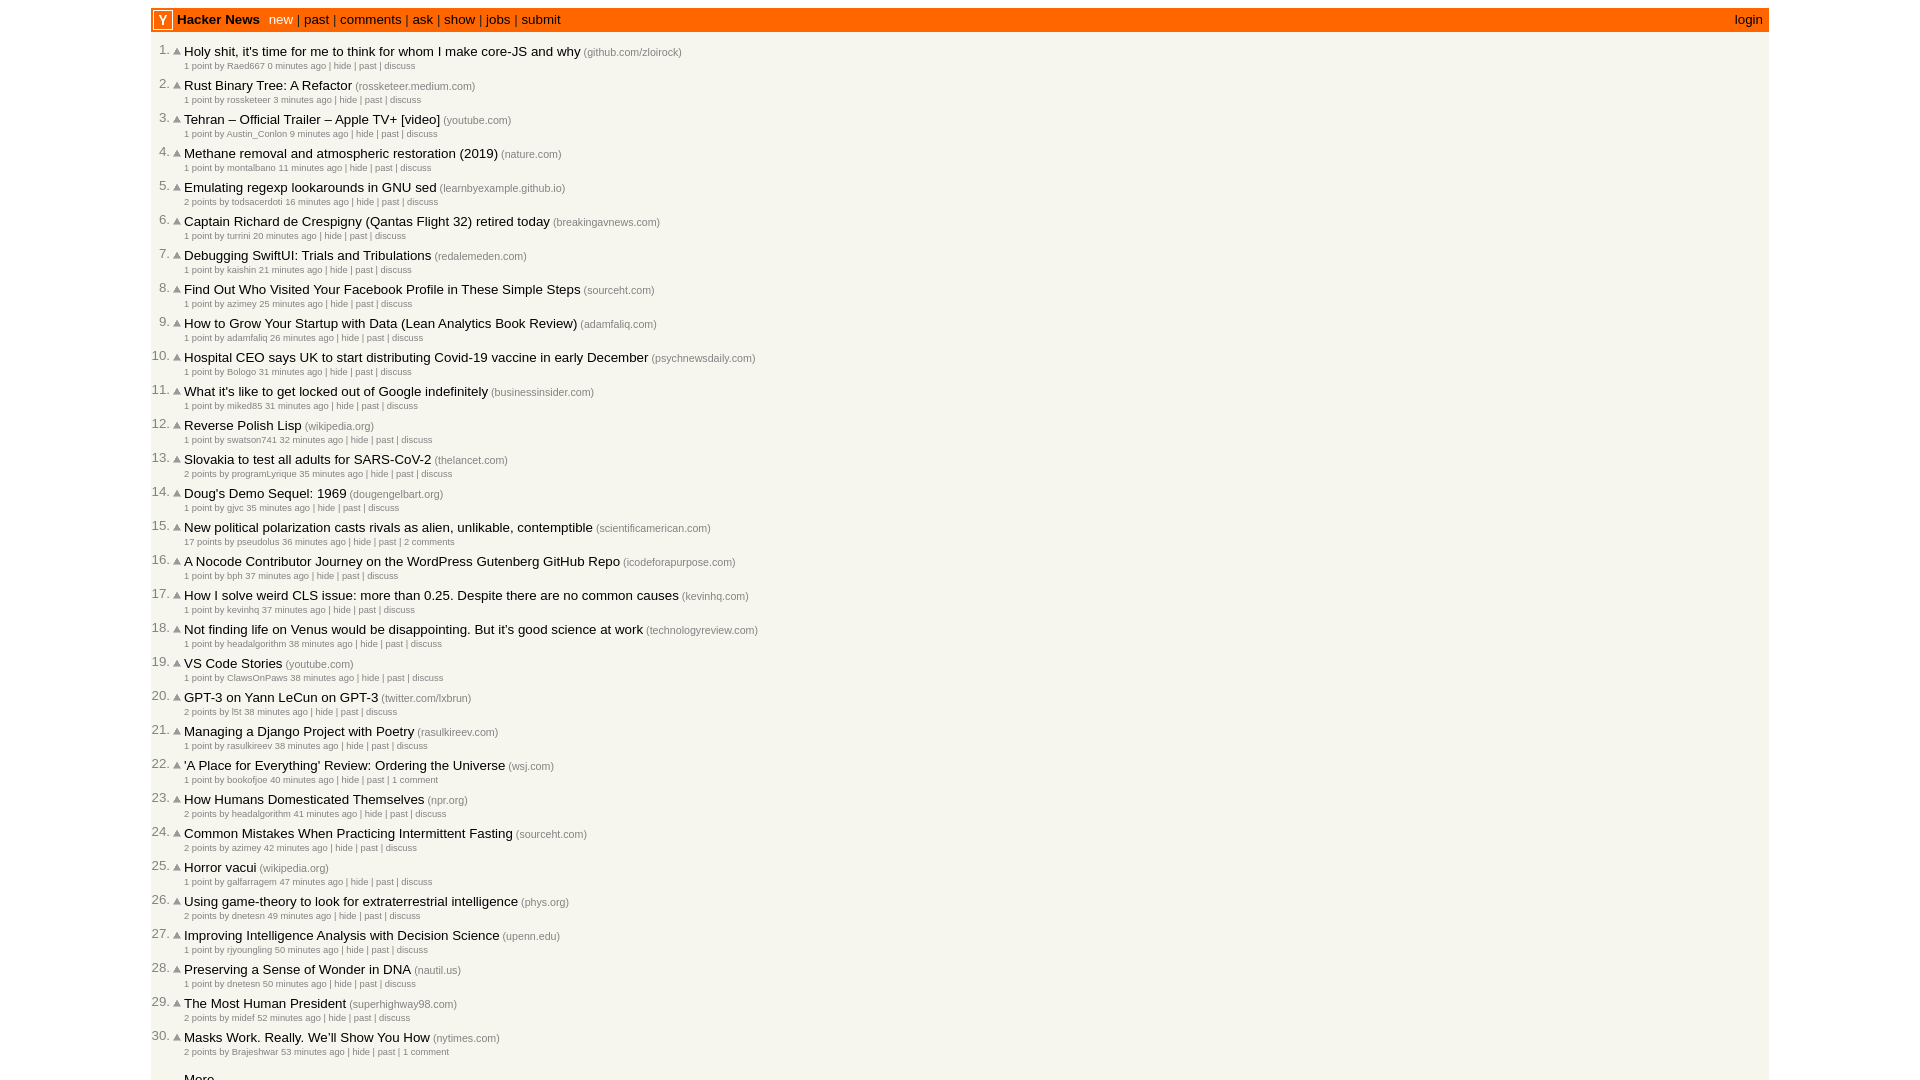 Y Hacker News new | past | comments | ask | show | jobs | submit login
1. Holy shit, it's time for me to think for whom I make core-JS and why (github.com/zloirock)
1 point by Raed667 0 minutes ago | hide | past | discuss
2. Rust Binary Tree: A Refactor (rossketeer.medium.com)
1 point by rossketeer 3 minutes ago | hide | past | discuss
3. Tehran – Official Trailer – Apple TV+ [video] (youtube.com)
1 point by Austin_Conlon 9 minutes ago | hide | past | discuss
4. Methane removal and atmospheric restoration (2019) (nature.com)
1 point by montalbano 11 minutes ago | hide | past | discuss
5. Emulating regexp lookarounds in GNU sed (learnbyexample.github.io)
2 points by todsacerdoti 16 minutes ago | hide | past | discuss
6. Captain Richard de Crespigny (Qantas Flight 32) retired today (breakingavnews.com)
1 point by turrini 20 minutes ago | hide | past | discuss
7. Debugging SwiftUI: Trials and Tribulations (redalemeden.com)
1 point by kaishin 21 minutes ago | hide | past | discuss
8. Find Out Who Visited Your Facebook Profile in These Simple Steps (sourceht.com)
1 point by azimey 25 minutes ago | hide | past | discuss
9. How to Grow Your Startup with Data (Lean Analytics Book Review) (adamfaliq.com)
1 point by adamfaliq 26 minutes ago | hide | past | discuss
10. Hospital CEO says UK to start distributing Covid-19 vaccine in early December (psychnewsdaily.com)
1 point by Bologo 31 minutes ago | hide | past | discuss
11. What it's like to get locked out of Google indefinitely (businessinsider.com)
1 point by miked85 31 minutes ago | hide | past | discuss
12. Reverse Polish Lisp (wikipedia.org)
1 point by swatson741 32 minutes ago | hide | past | discuss
13. Slovakia to test all adults for SARS-CoV-2 (thelancet.com)
2 points by programLyrique 35 minutes ago | hide | past | discuss
14. Doug's Demo Sequel: 1969 (dougengelbart.org)
1 point by gjvc 35 minutes ago | hide | past | discuss
15. New political polarization casts rivals as alien, unlikable, contemptible (scientificamerican.com)
17 points by pseudolus 36 minutes ago | hide | past | 2 comments
16. A Nocode Contributor Journey on the WordPress Gutenberg GitHub Repo (icodeforapurpose.com)
1 point by bph 37 minutes ago | hide | past | discuss
17. How I solve weird CLS issue: more than 0.25. Despite there are no common causes (kevinhq.com)
1 point by kevinhq 37 minutes ago | hide | past | discuss
18. Not finding life on Venus would be disappointing. But it's good science at work (technologyreview.com)
1 point by headalgorithm 38 minutes ago | hide | past | discuss
19. VS Code Stories (youtube.com)
1 point by ClawsOnPaws 38 minutes ago | hide | past | discuss
20. GPT-3 on Yann LeCun on GPT-3 (twitter.com/lxbrun)
2 points by l5t 38 minutes ago | hide | past | discuss
21. Managing a Django Project with Poetry (rasulkireev.com)
1 point by rasulkireev 38 minutes ago | hide | past | discuss
22. 'A Place for Everything' Review: Ordering the Universe (wsj.com)
1 point by bookofjoe 40 minutes ago | hide | past | 1 comment
23. How Humans Domesticated Themselves (npr.org)
2 points by headalgorithm 41 minutes ago | hide | past | discuss
24. Common Mistakes When Practicing Intermittent Fasting (sourceht.com)
2 points by azimey 42 minutes ago | hide | past | discuss
25. Horror vacui (wikipedia.org)
1 point by galfarragem 47 minutes ago | hide | past | discuss
26. Using game-theory to look for extraterrestrial intelligence (phys.org)
2 points by dnetesn 49 minutes ago | hide | past | discuss
27. Improving Intelligence Analysis with Decision Science (upenn.edu)
1 point by rjyoungling 50 minutes ago | hide | past | discuss
28. Preserving a Sense of Wonder in DNA (nautil.us)
1 point by dnetesn 50 minutes ago | hide | past | discuss
29. The Most Human President (superhighway98.com)
2 points by midef 52 minutes ago | hide | past | discuss
30. Masks Work. Really. We'll Show You How (nytimes.com)
2 points by Brajeshwar 53 minutes ago | hide | past | 1 comment
More